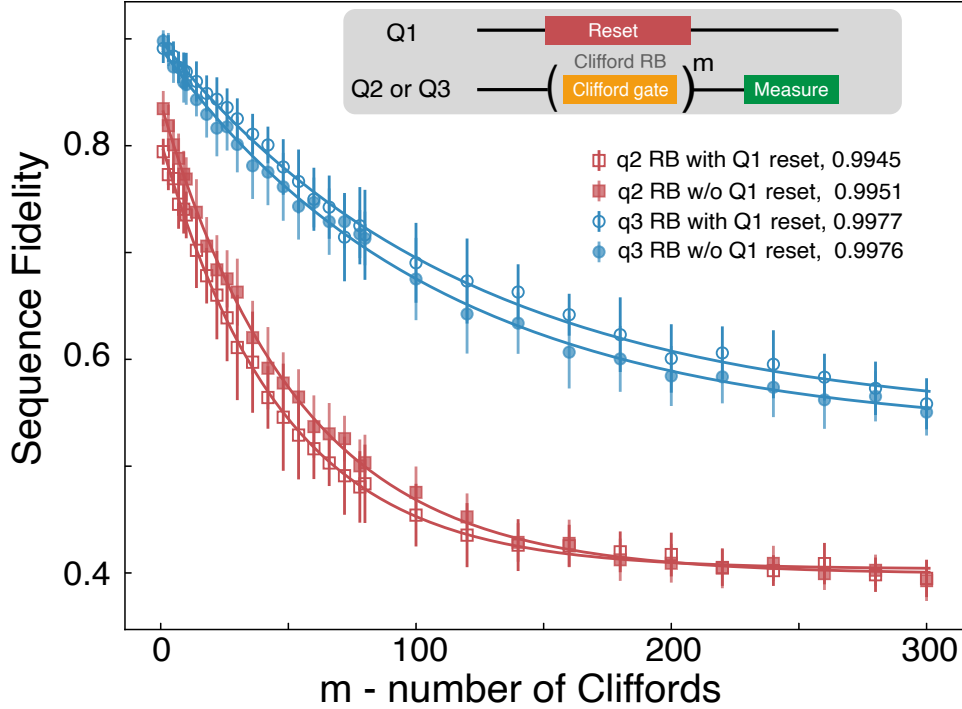 Q1
Reset
Clifford RB
m
Q2 or Q3
( Clifford gate )
Measure
q2 RB with Q1 reset, 0.9945
q2 RB w/o Q1 reset, 0.9951
q3 RB with Q1 reset, 0.9977
q3 RB w/o Q1 reset, 0.9976
Sequence Fidelity
0.8
0.6
0.4
0 100 200 300
m - number of Cliffords